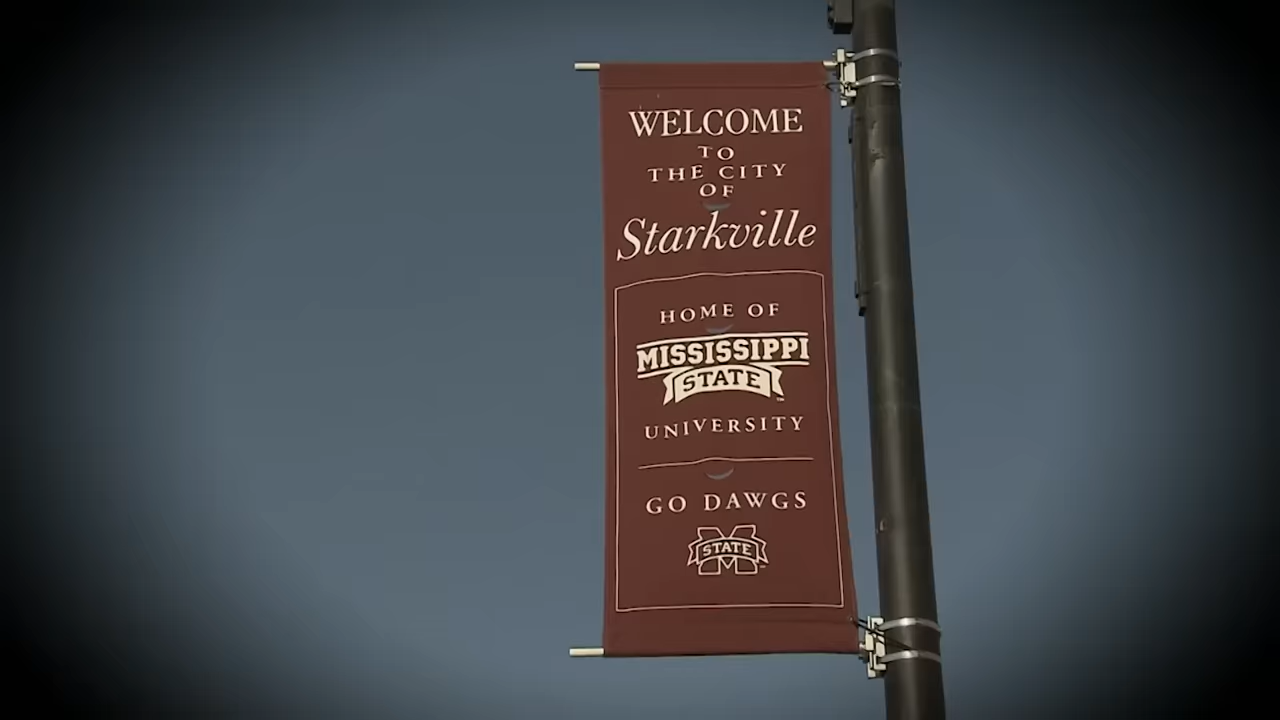 WELCOME
TO
THE CITY
OF
Starkville
HOME OF
MISSISSIPPI
STATE
UNIVERSITY
GO DAWGS
M
STATE